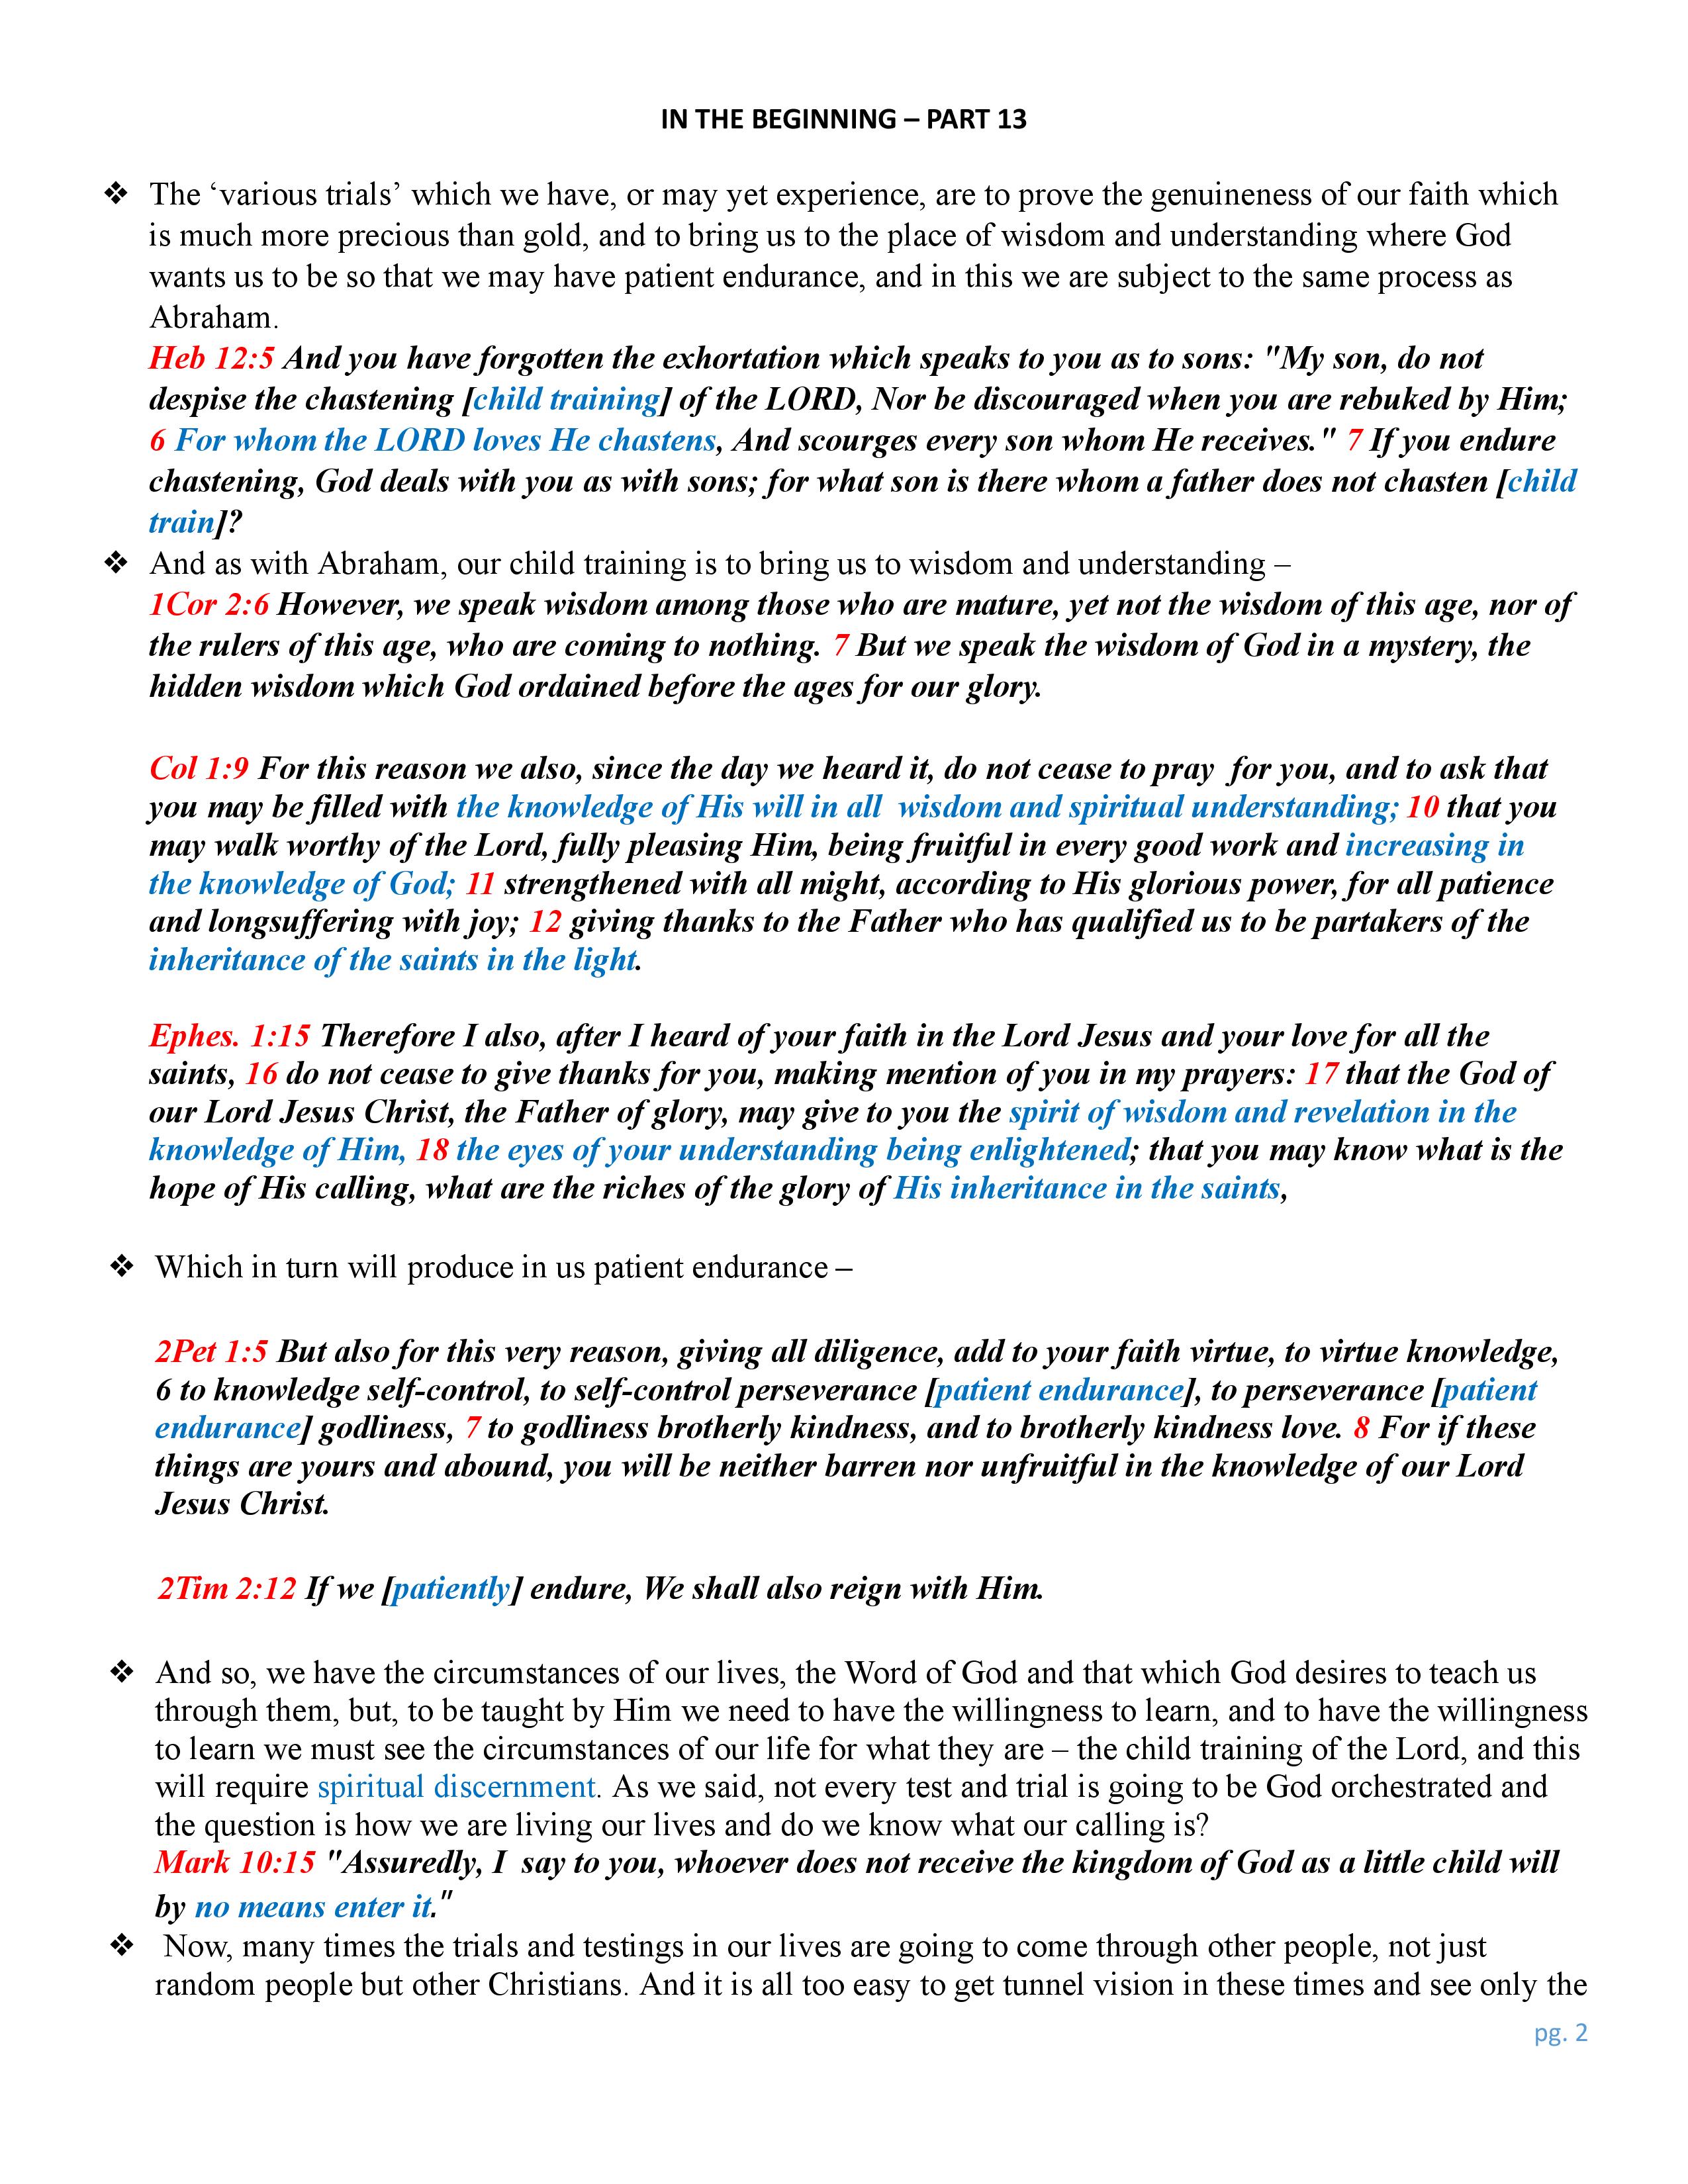 IN THE BEGINNING – PART 13
❖ The ‘various trials’ which we have, or may yet experience, are to prove the genuineness of our faith which
is much more precious than gold, and to bring us to the place of wisdom and understanding where God
wants us to be so that we may have patient endurance, and in this we are subject to the same process as
Abraham.
Heb 12:5 And you have forgotten the exhortation which speaks to you as to sons: "My son, do not
despise the chastening [child training] of the LORD, Nor be discouraged when you are rebuked by Him;
6 For whom the LORD loves He chastens, And scourges every son whom He receives." 7 If you endure
chastening, God deals with you as with sons; for what son is there whom a father does not chasten [child
train]?
❖ And as with Abraham, our child training is to bring us to wisdom and understanding –
1Cor 2:6 However, we speak wisdom among those who are mature, yet not the wisdom of this age, nor of
the rulers of this age, who are coming to nothing. 7 But we speak the wisdom of God in a mystery, the
hidden wisdom which God ordained before the ages for our glory.
Col 1:9 For this reason we also, since the day we heard it, do not cease to pray  for you, and to ask that
you may be filled with the knowledge of His will in all  wisdom and spiritual understanding; 10 that you
may walk worthy of the Lord, fully pleasing Him, being fruitful in every good work and increasing in
the knowledge of God; 11 strengthened with all might, according to His glorious power, for all patience
and longsuffering with joy; 12 giving thanks to the Father who has qualified us to be partakers of the
inheritance of the saints in the light.
Ephes. 1:15 Therefore I also, after I heard of your faith in the Lord Jesus and your love for all the
saints, 16 do not cease to give thanks for you, making mention of you in my prayers: 17 that the God of
our Lord Jesus Christ, the Father of glory, may give to you the spirit of wisdom and revelation in the
knowledge of Him, 18 the eyes of your understanding being enlightened; that you may know what is the
hope of His calling, what are the riches of the glory of His inheritance in the saints,
❖ Which in turn will produce in us patient endurance –
2Pet 1:5 But also for this very reason, giving all diligence, add to your faith virtue, to virtue knowledge,
6 to knowledge self-control, to self-control perseverance [patient endurance], to perseverance [patient
endurance] godliness, 7 to godliness brotherly kindness, and to brotherly kindness love. 8 For if these
things are yours and abound, you will be neither barren nor unfruitful in the knowledge of our Lord
Jesus Christ.
2Tim 2:12 If we [patiently] endure, We shall also reign with Him.
❖ And so, we have the circumstances of our lives, the Word of God and that which God desires to teach us
through them, but, to be taught by Him we need to have the willingness to learn, and to have the willingness
to learn we must see the circumstances of our life for what they are – the child training of the Lord, and this
will require spiritual discernment. As we said, not every test and trial is going to be God orchestrated and
the question is how we are living our lives and do we know what our calling is?
Mark 10:15 "Assuredly, I  say to you, whoever does not receive the kingdom of God as a little child will
by no means enter it."
❖ Now, many times the trials and testings in our lives are going to come through other people, not just
random people but other Christians. And it is all too easy to get tunnel vision in these times and see only the
pg. 2